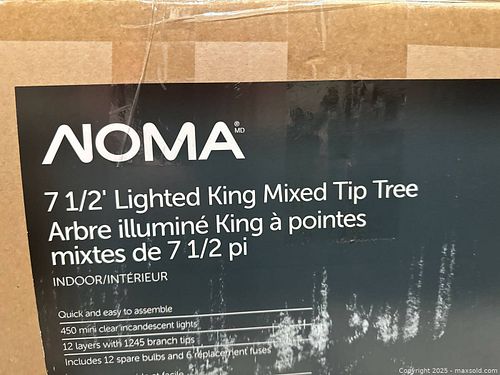 NOMA® MD
7 1/2' Lighted King Mixed Tip Tree
Arbre illuminé King à pointes
mixtes de 7 1/2 pi
INDOOR/INTÉRIEUR
Quick and easy to assemble
450 mini clear incandescent lights
12 layers with 1245 branch tips
Includes 12 spare bulbs and 6 replacement fuses
et facile
Copyright 2025 - maxsold.com